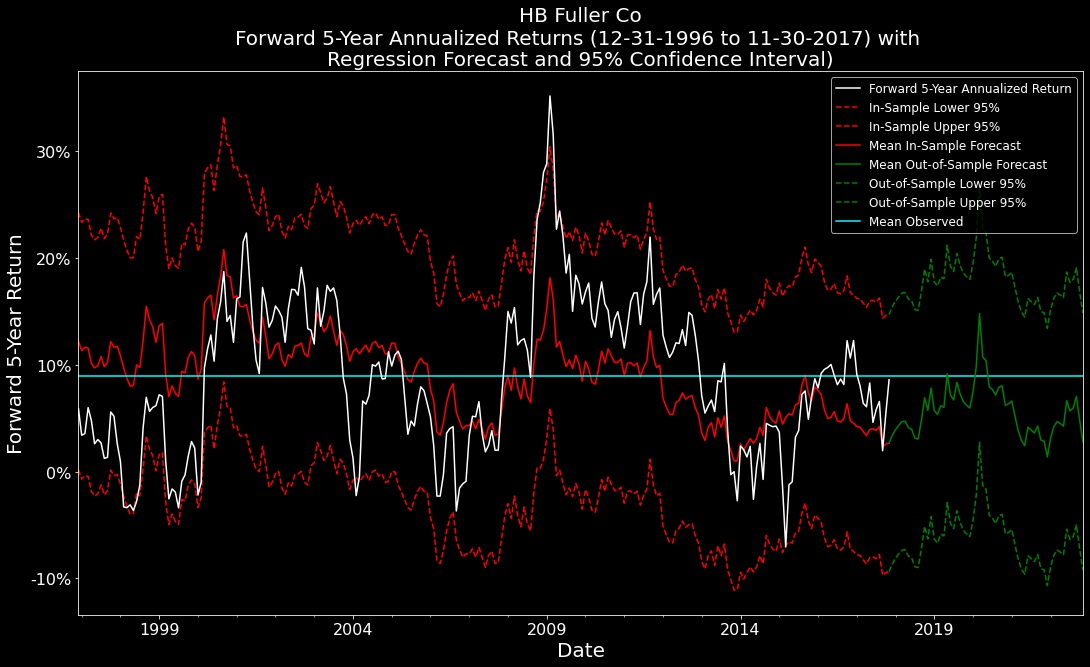 HB Fuller Co
Forward 5-Year Annualized Returns (12-31-1996 to 11-30-2017) with
Regression Forecast and 95% Confidence Interval)
Forward 5-Year Annualized Return
In-Sample Lower 95%
In-Sample Upper 95%
Mean In-Sample Forecast
Mean Out-of-Sample Forecast
Out-of-Sample Lower 95%
Out-of-Sample Upper 95%
Mean Observed
Forward 5-Year Return
30%
20%
10%
0%
-10%
1999
2004
2009
2014
2019
Date